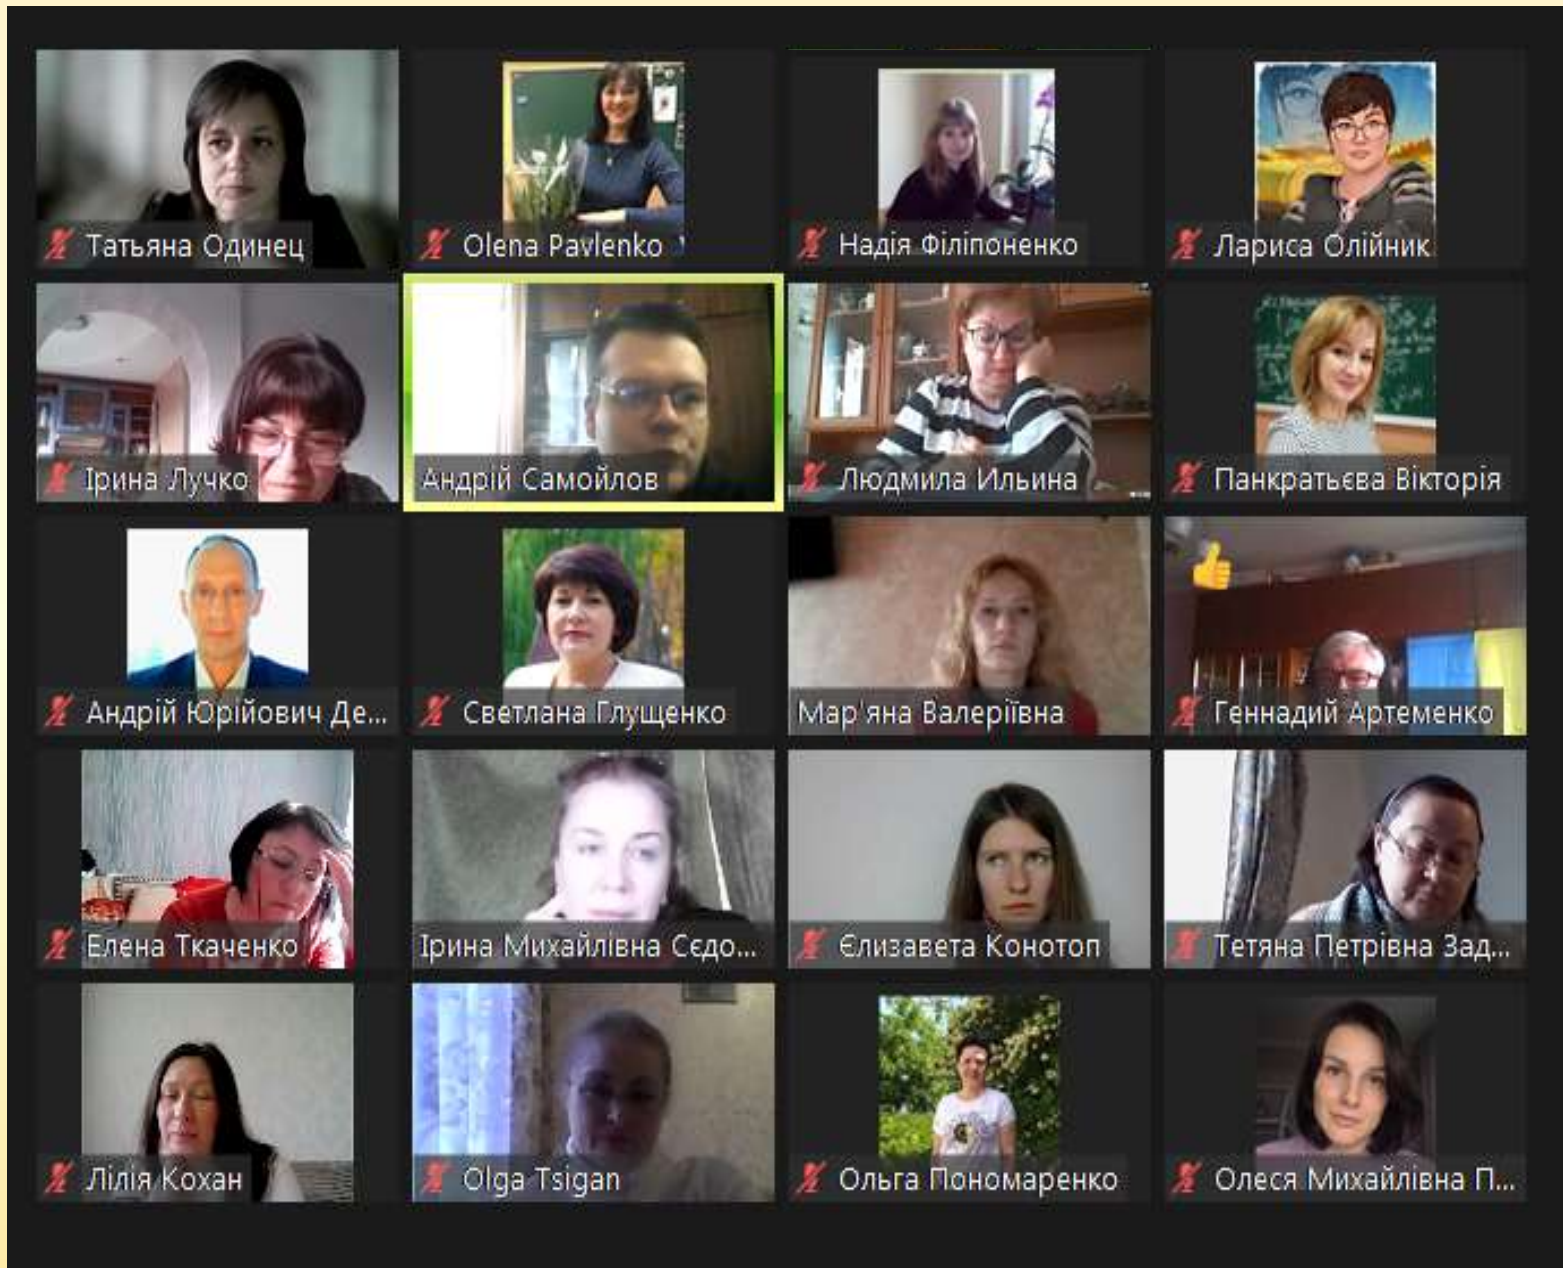 Татьяна Одинец
Olena Pavlenko
Надія Філіпоненко
Лариса Олійник
Ірина Лучко
Андрій Самойлов
Людмила Ильина
Панкратьєва Вікторія
Андрій Юрійович Де...
Светлана Глущенко
Мар'яна Валеріївна
Геннадий Артеменко
Елена Ткаченко
Ірина Михайлівна Сєдо...
Єлизавета Конотоп
Тетяна Петрівна Зад...
Лілія Кохан
Olga Tsigan
Ольга Пономаренко
Олеся Михайлівна П...